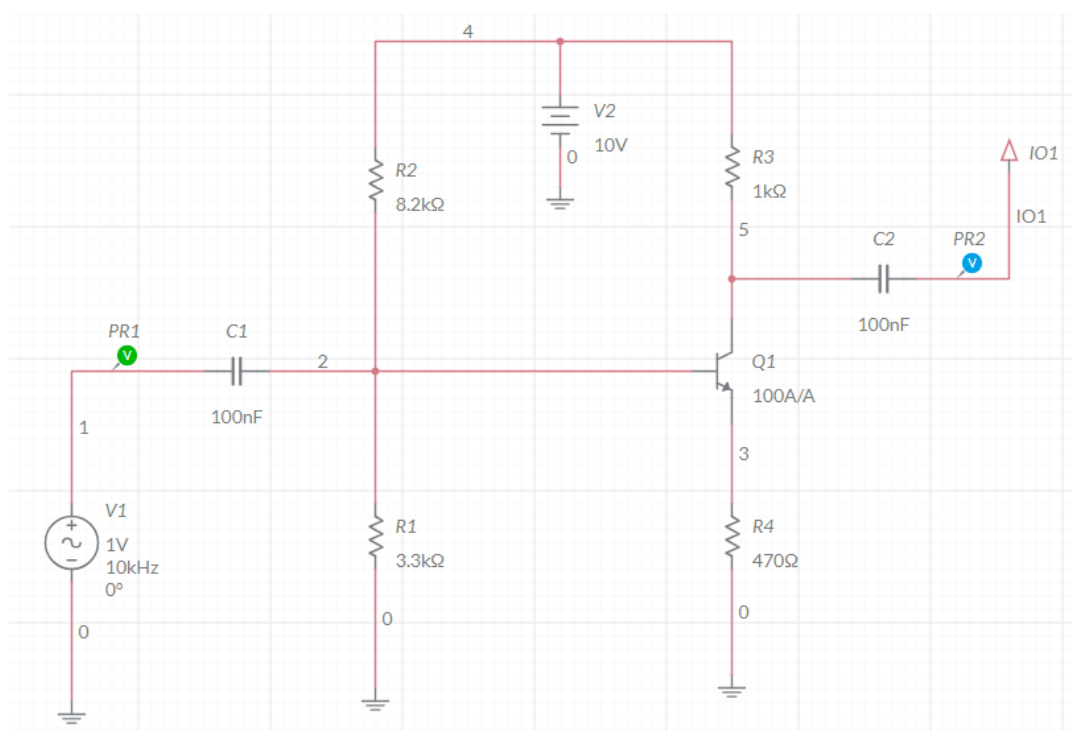 4
V2
10V
0
R2
8.2kΩ
R3
1kΩ
5
IO1
IO1
C2
PR2
V
100nF
PR1
V
C1
100nF
2
Q1
100A/A
1
3
V1
+
1V
10kHz
0°
−
R1
3.3kΩ
R4
470Ω
0
0
0